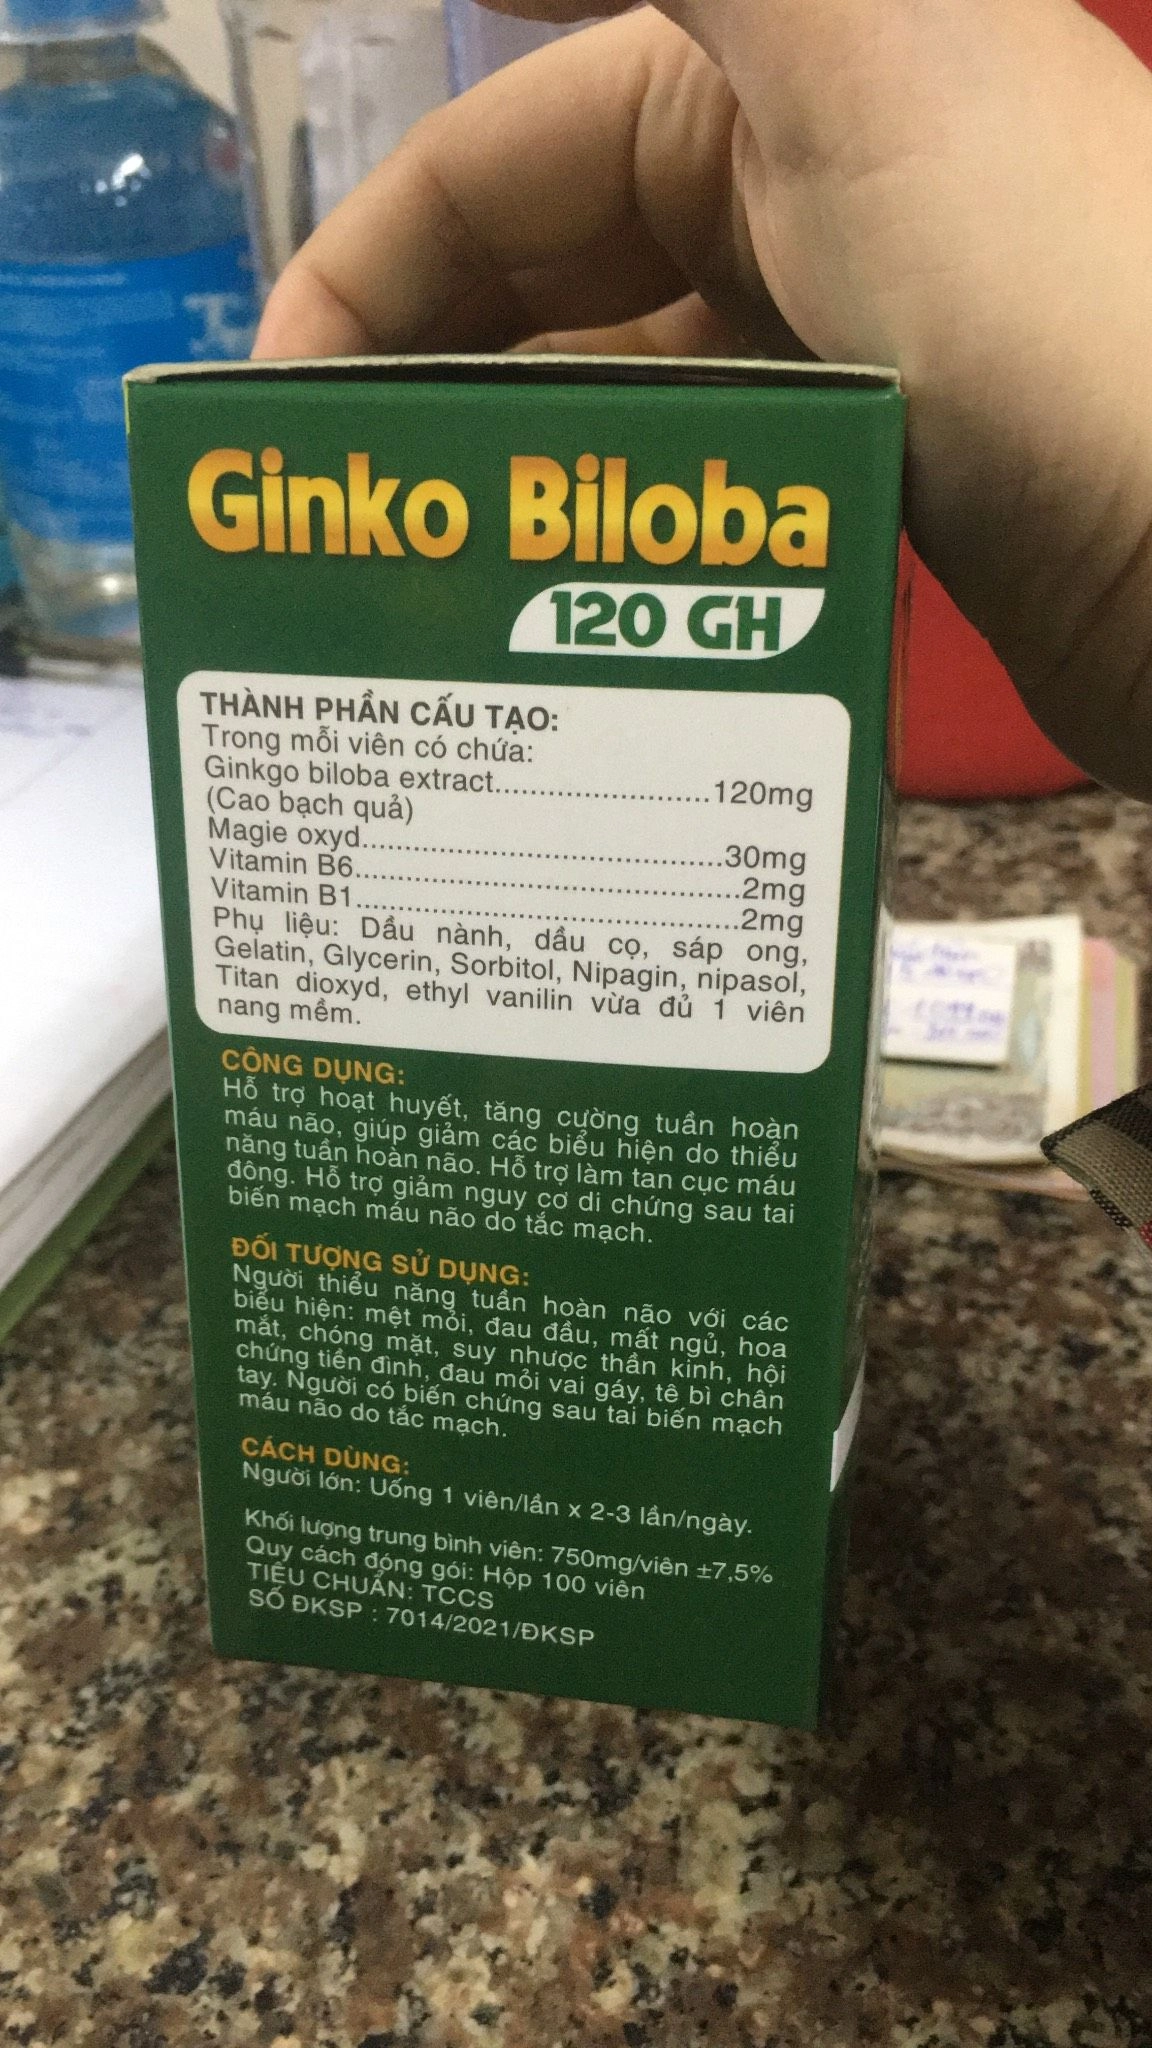 Ginko Biloba
120 GH
THÀNH PHẦN CẤU TẠO:
Trong mỗi viên có chứa:
Ginkgo biloba extract..........................120mg
(Cao bạch quả)
Magie oxyd............................................30mg
Vitamin B6..............................................2mg
Vitamin B1..............................................2mg
Phụ liệu: Dầu nành, dầu cọ, sáp ong,
Gelatin, Glycerin, Sorbitol, Nipagin, nipasol,
Titan dioxyd, ethyl vanilin vừa đủ 1 viên
nang mềm.
CÔNG DỤNG:
Hỗ trợ hoạt huyết, tăng cường tuần hoàn
máu não, giúp giảm các biểu hiện do thiểu
năng tuần hoàn não. Hỗ trợ làm tan cục máu
đông. Hỗ trợ giảm nguy cơ di chứng sau tai
biến mạch máu não do tắc mạch.
ĐỐI TƯỢNG SỬ DỤNG:
Người thiểu năng tuần hoàn não với các
biểu hiện: mệt mỏi, đau đầu, mất ngủ, hoa
mắt, chóng mặt, suy nhược thần kinh, hội
chứng tiền đình, đau mỏi vai gáy, tê bì chân
tay. Người có biến chứng sau tai biến mạch
máu não do tắc mạch.
CÁCH DÙNG:
Người lớn: Uống 1 viên/lần x 2-3 lần/ngày.
Khối lượng trung bình viên: 750mg/viên ±7,5%
Quy cách đóng gói: Hộp 100 viên
TIÊU CHUẨN: TCCS
SỐ ĐKSP : 7014/2021/ĐKSP